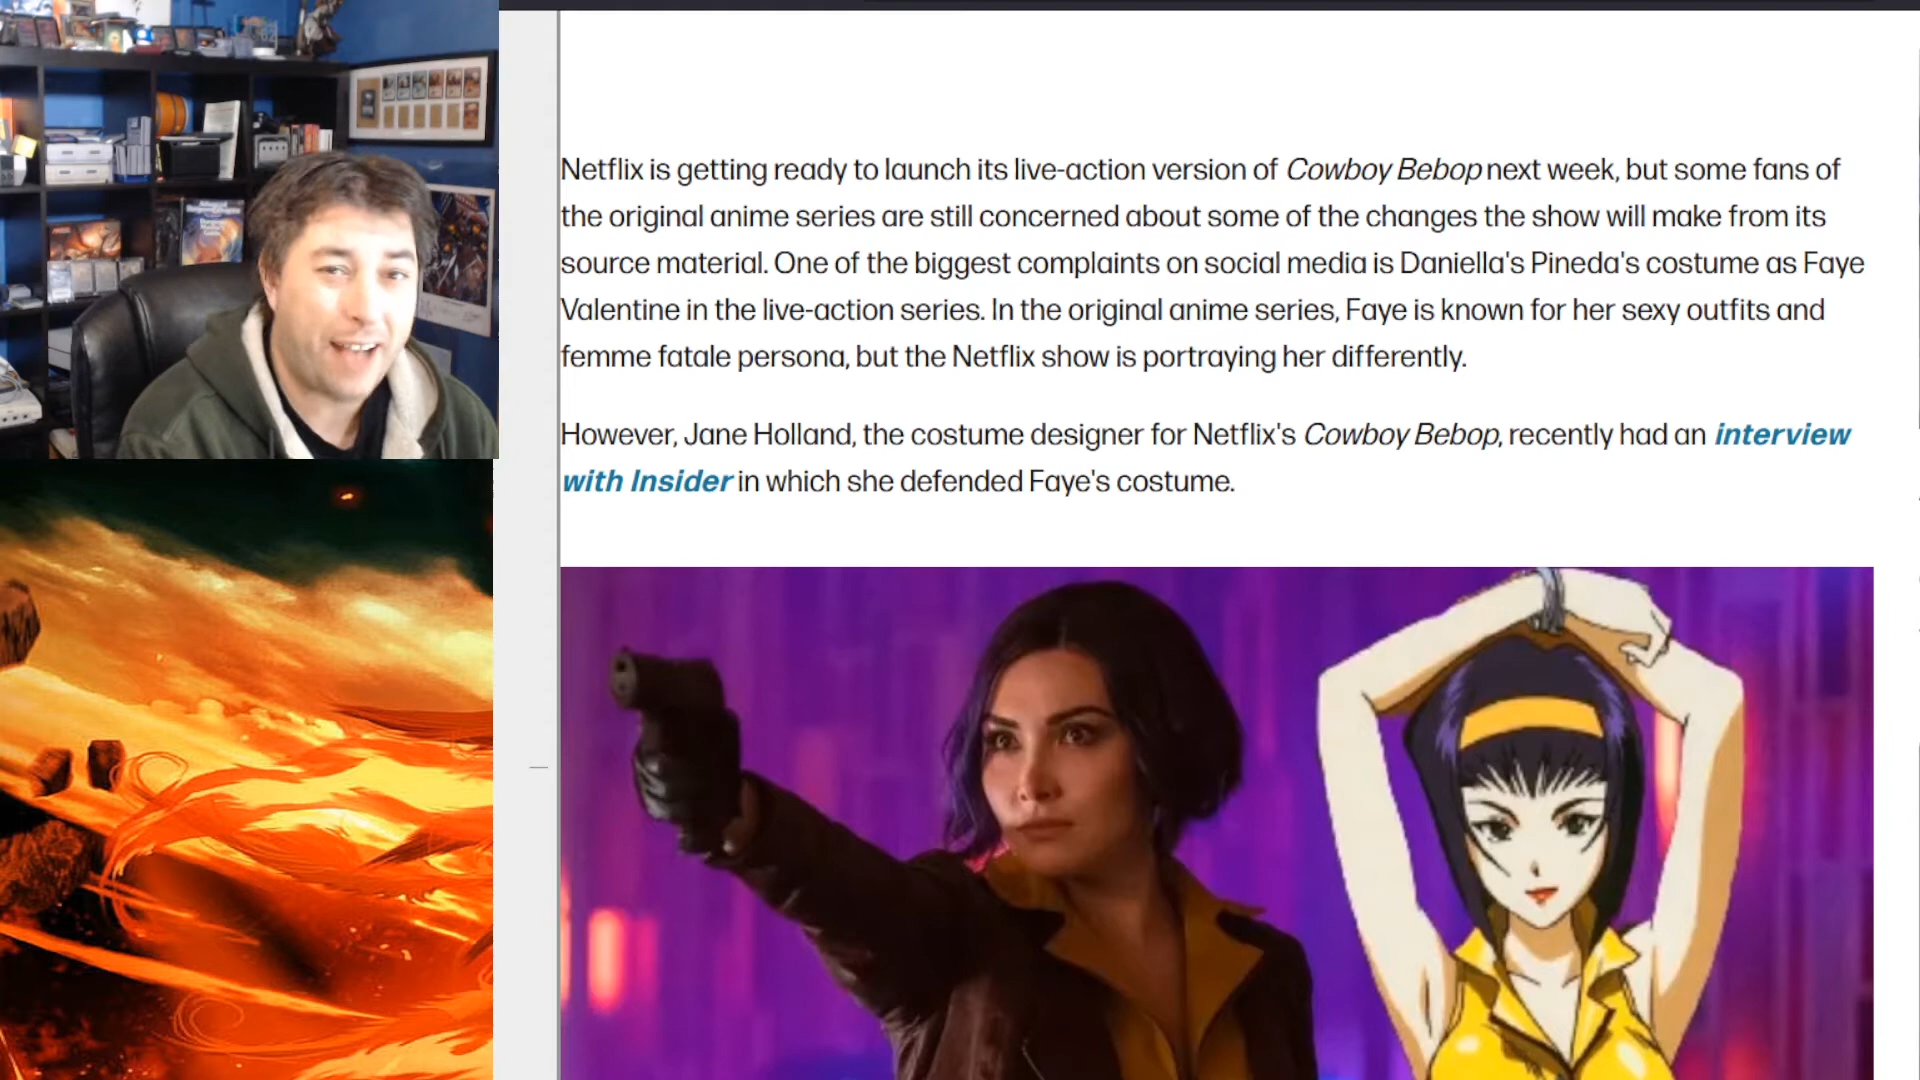 Netflix is getting ready to launch its live-action version of Cowboy Bebop next week, but some fans of
the original anime series are still concerned about some of the changes the show will make from its
source material. One of the biggest complaints on social media is Daniella's Pineda's costume as Faye
Valentine in the live-action series. In the original anime series, Faye is known for her sexy outfits and
femme fatale persona, but the Netflix show is portraying her differently.
However, Jane Holland, the costume designer for Netflix's Cowboy Bebop, recently had an interview
with Insider in which she defended Faye's costume.